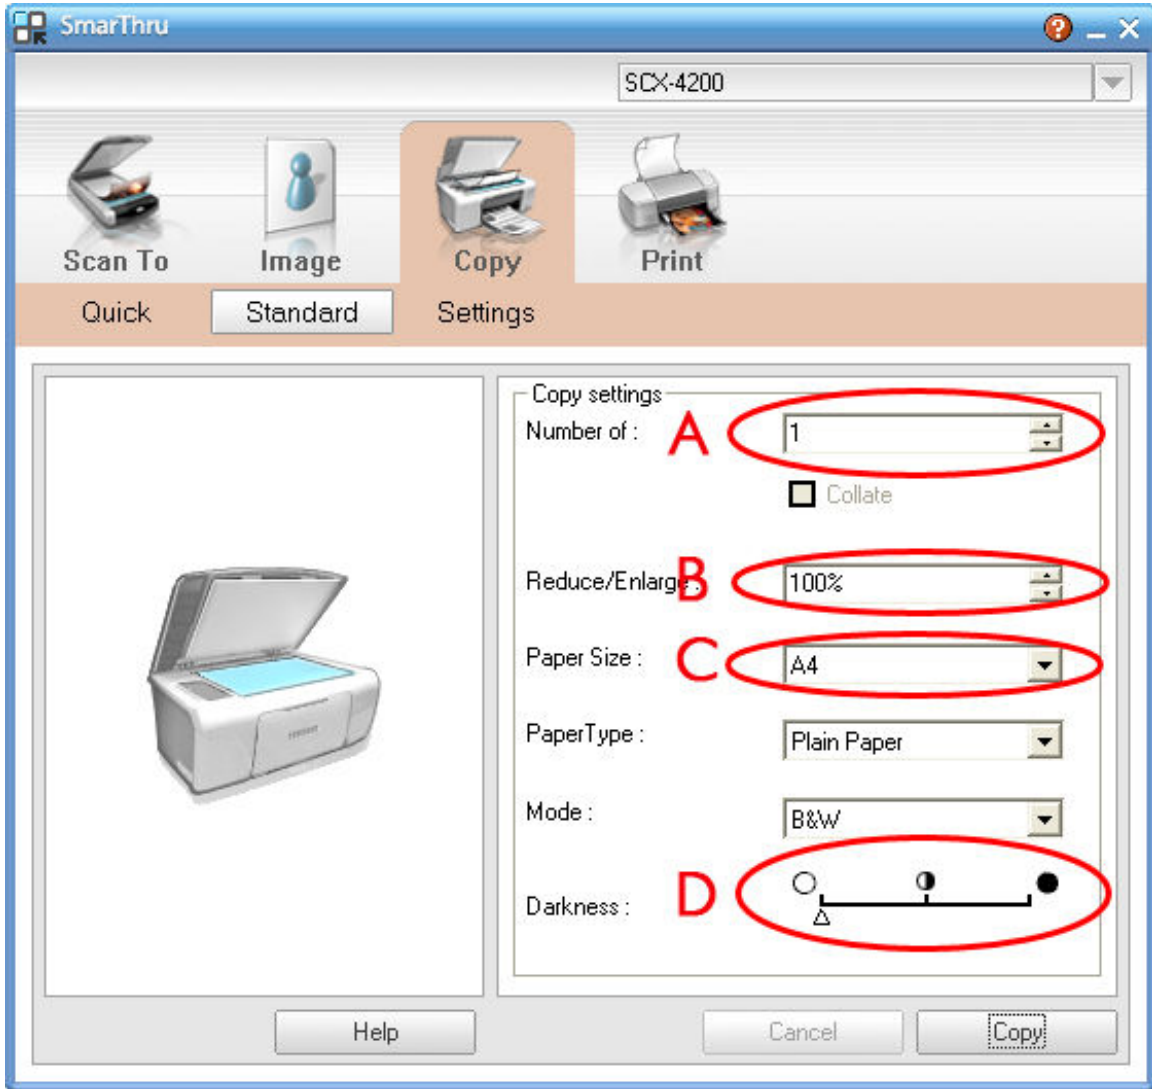 SmarThru
SCX-4200
Scan To Image Copy Print
Quick Standard Settings
Copy settings
Number of : A 1
Collate
Reduce/Enlarge : B 100%
Paper Size : C A4
PaperType : Plain Paper
Mode : B&W
Darkness : D
Help Cancel Copy